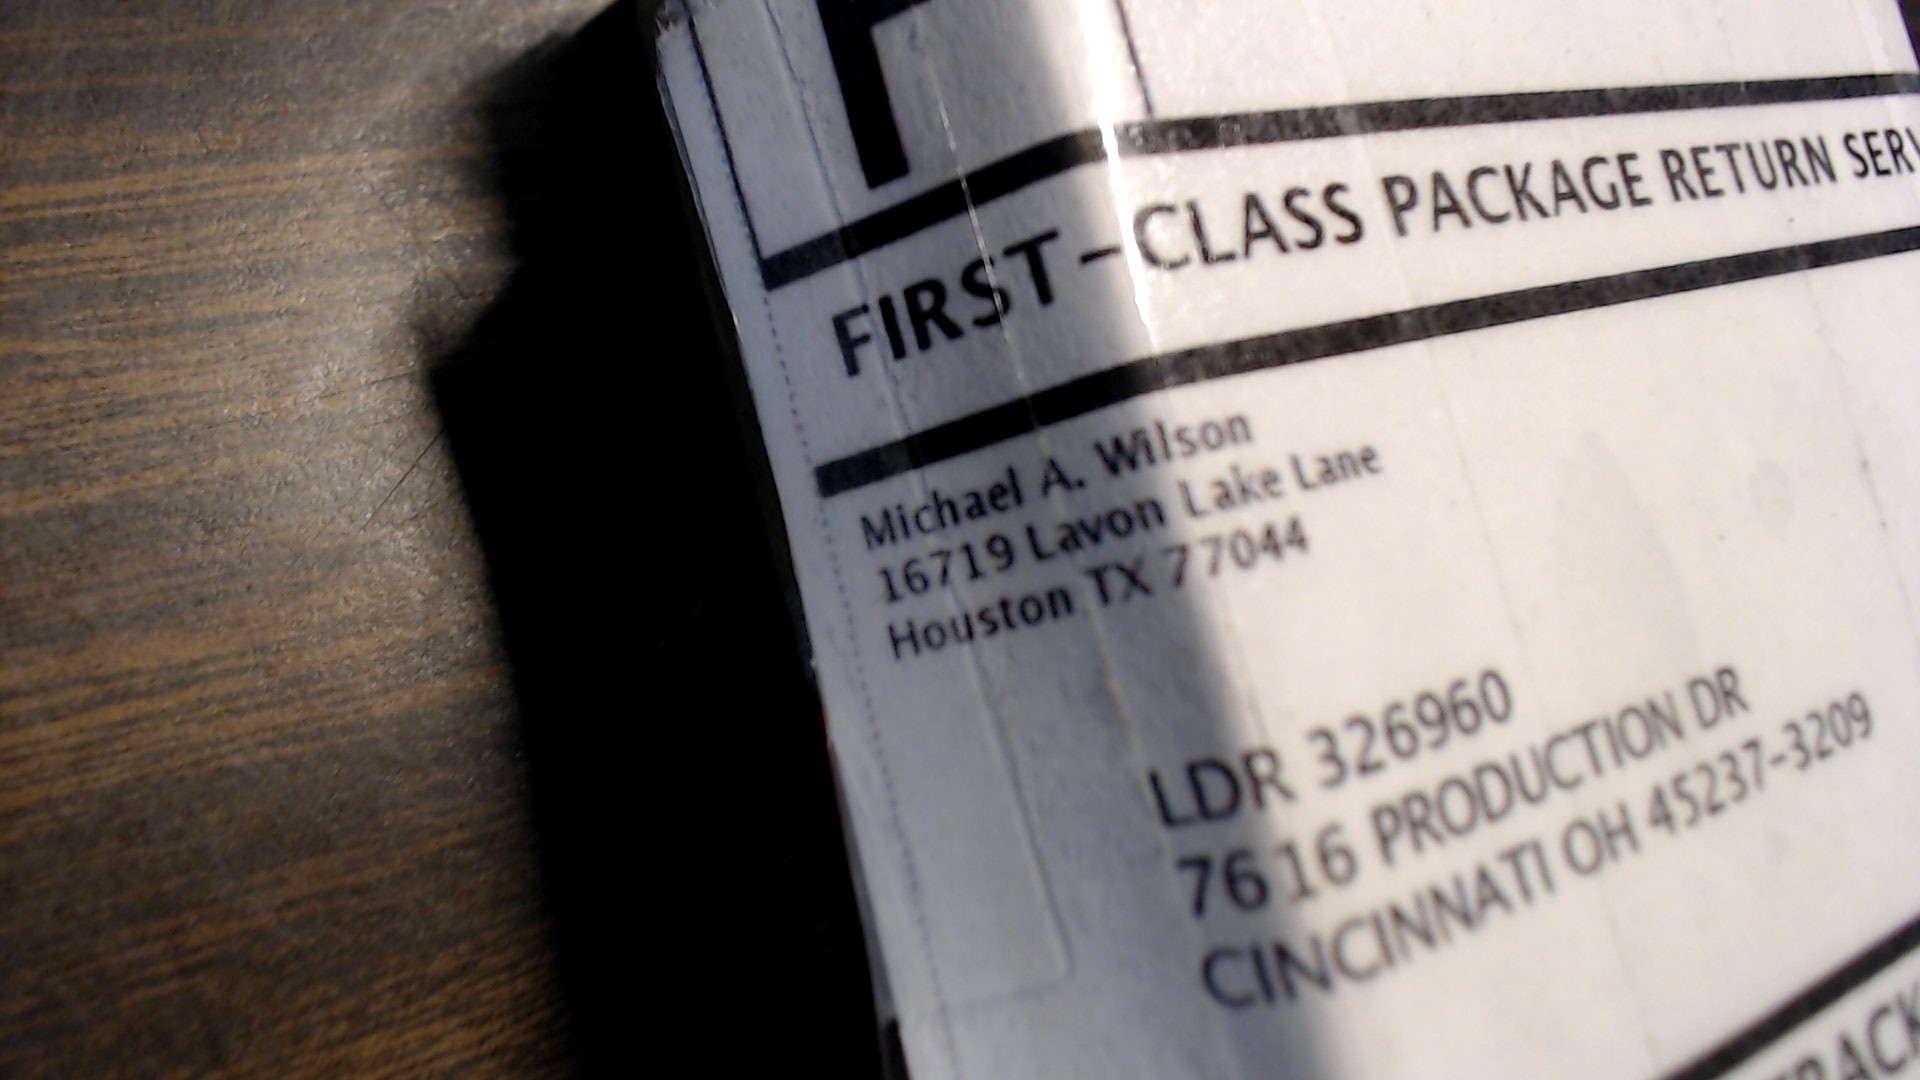 F
FIRST-CLASS PACKAGE RETURN SERV
Michael A. Wilson
16719 Lavon Lake Lane
Houston TX 77044
LDR 326960
7616 PRODUCTION DR
CINCINNATI OH 45237-3209